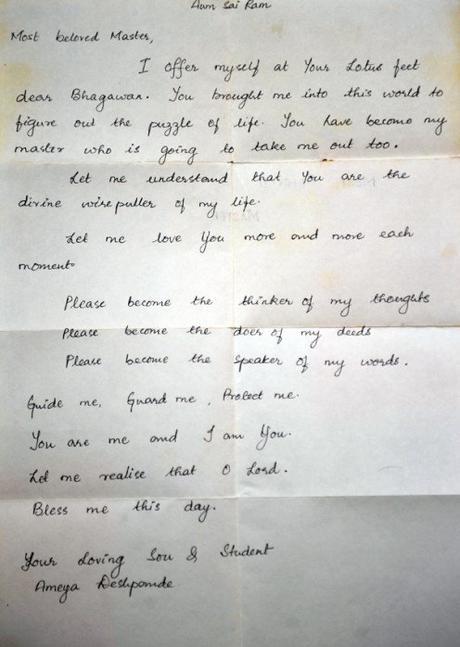 Aum Sai Ram
Most beloved Master,
I offer myself at Your Lotus feet
dear Bhagawan. You brought me into this world to
figure out the puzzle of life. You have become my
master who is going to take me out too.
Let me understand that You are the
divine wirepuller of my life.
Let me love You more and more each
moment.
Please become the thinker of my thoughts
Please become the doer of my deeds
Please become the speaker of my words.
Guide me, Guard me, Protect me.
You are me and I am You.
Let me realise that O Lord.
Bless me this day.
Your Loving Son & Student
Ameya Deshpande